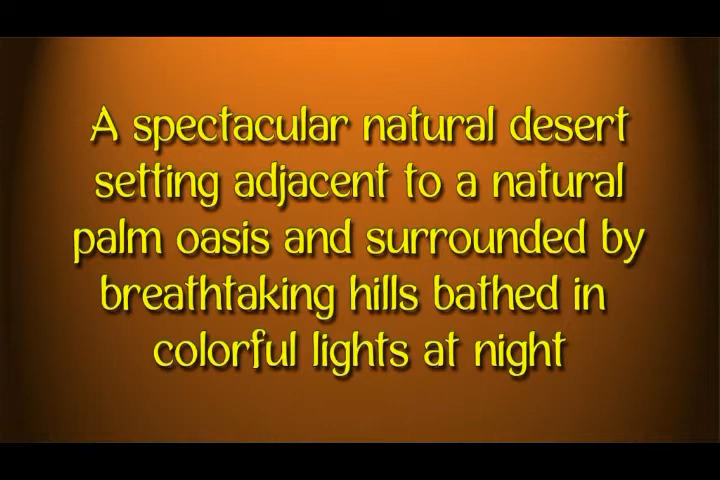 A spectacular natural desert
setting adjacent to a natural
palm oasis and surrounded by
breathtaking hills bathed in
colorful lights at night